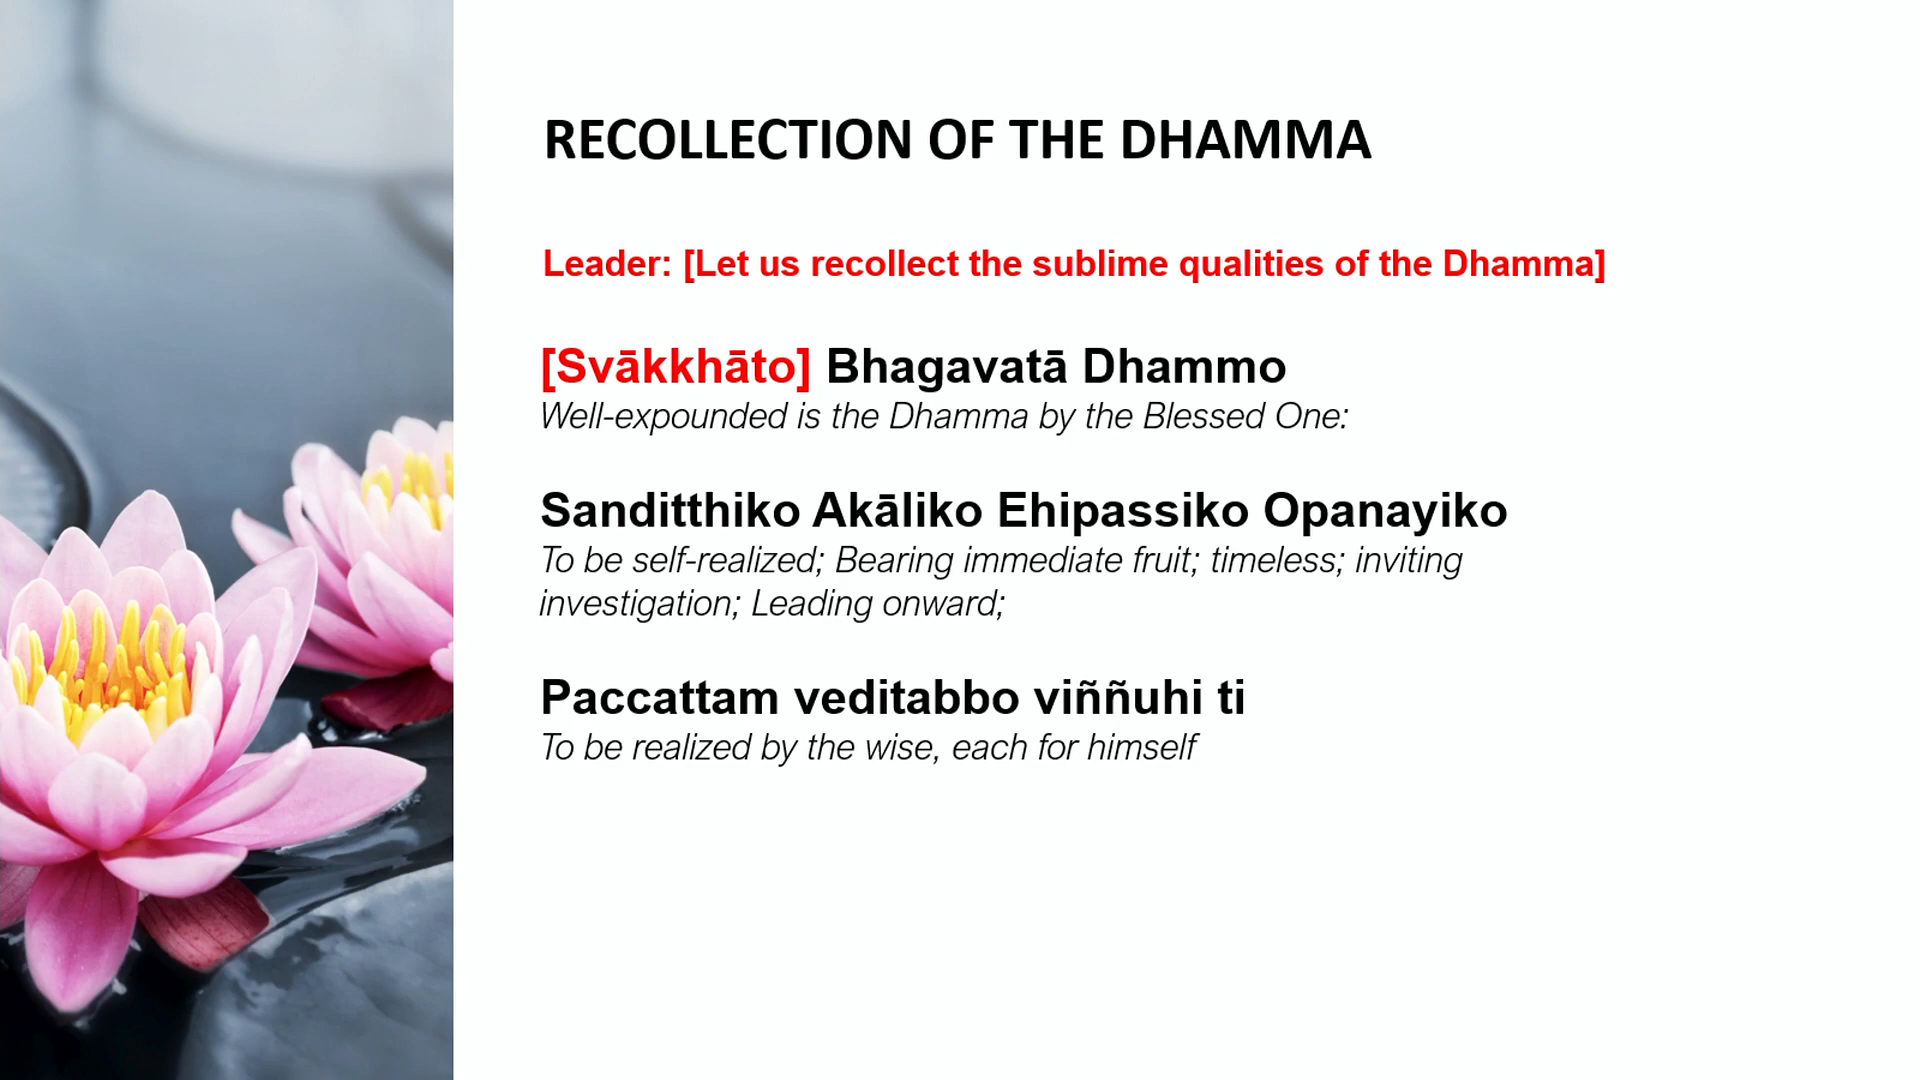 RECOLLECTION OF THE DHAMMA
Leader: [Let us recollect the sublime qualities of the Dhamma]
[Svākkhāto] Bhagavatā Dhammo
Well-expounded is the Dhamma by the Blessed One:
Sanditthiko Akāliko Ehipassiko Opanayiko
To be self-realized; Bearing immediate fruit; timeless; inviting
investigation; Leading onward;
Paccattam veditabbo viññuhi ti
To be realized by the wise, each for himself